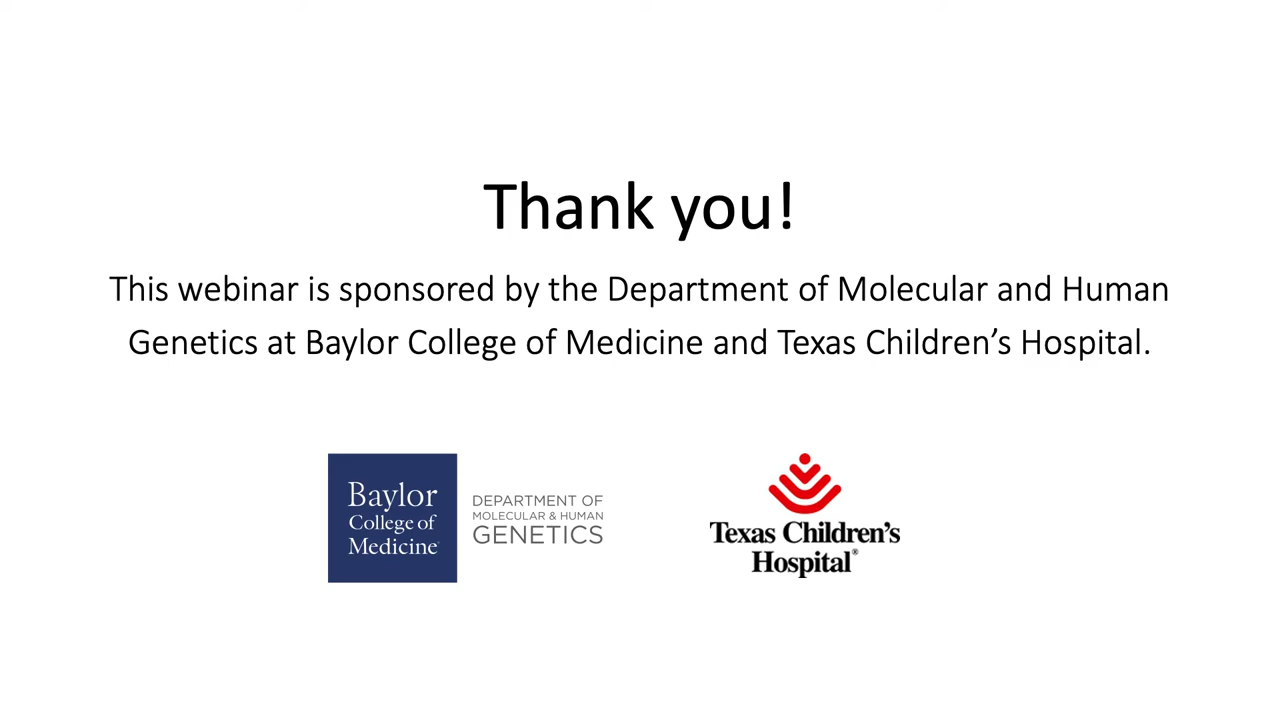 Thank you!
This webinar is sponsored by the Department of Molecular and Human
Genetics at Baylor College of Medicine and Texas Children’s Hospital.
Baylor
College of
Medicine
DEPARTMENT OF
MOLECULAR & HUMAN
GENETICS
Texas Children’s
Hospital®